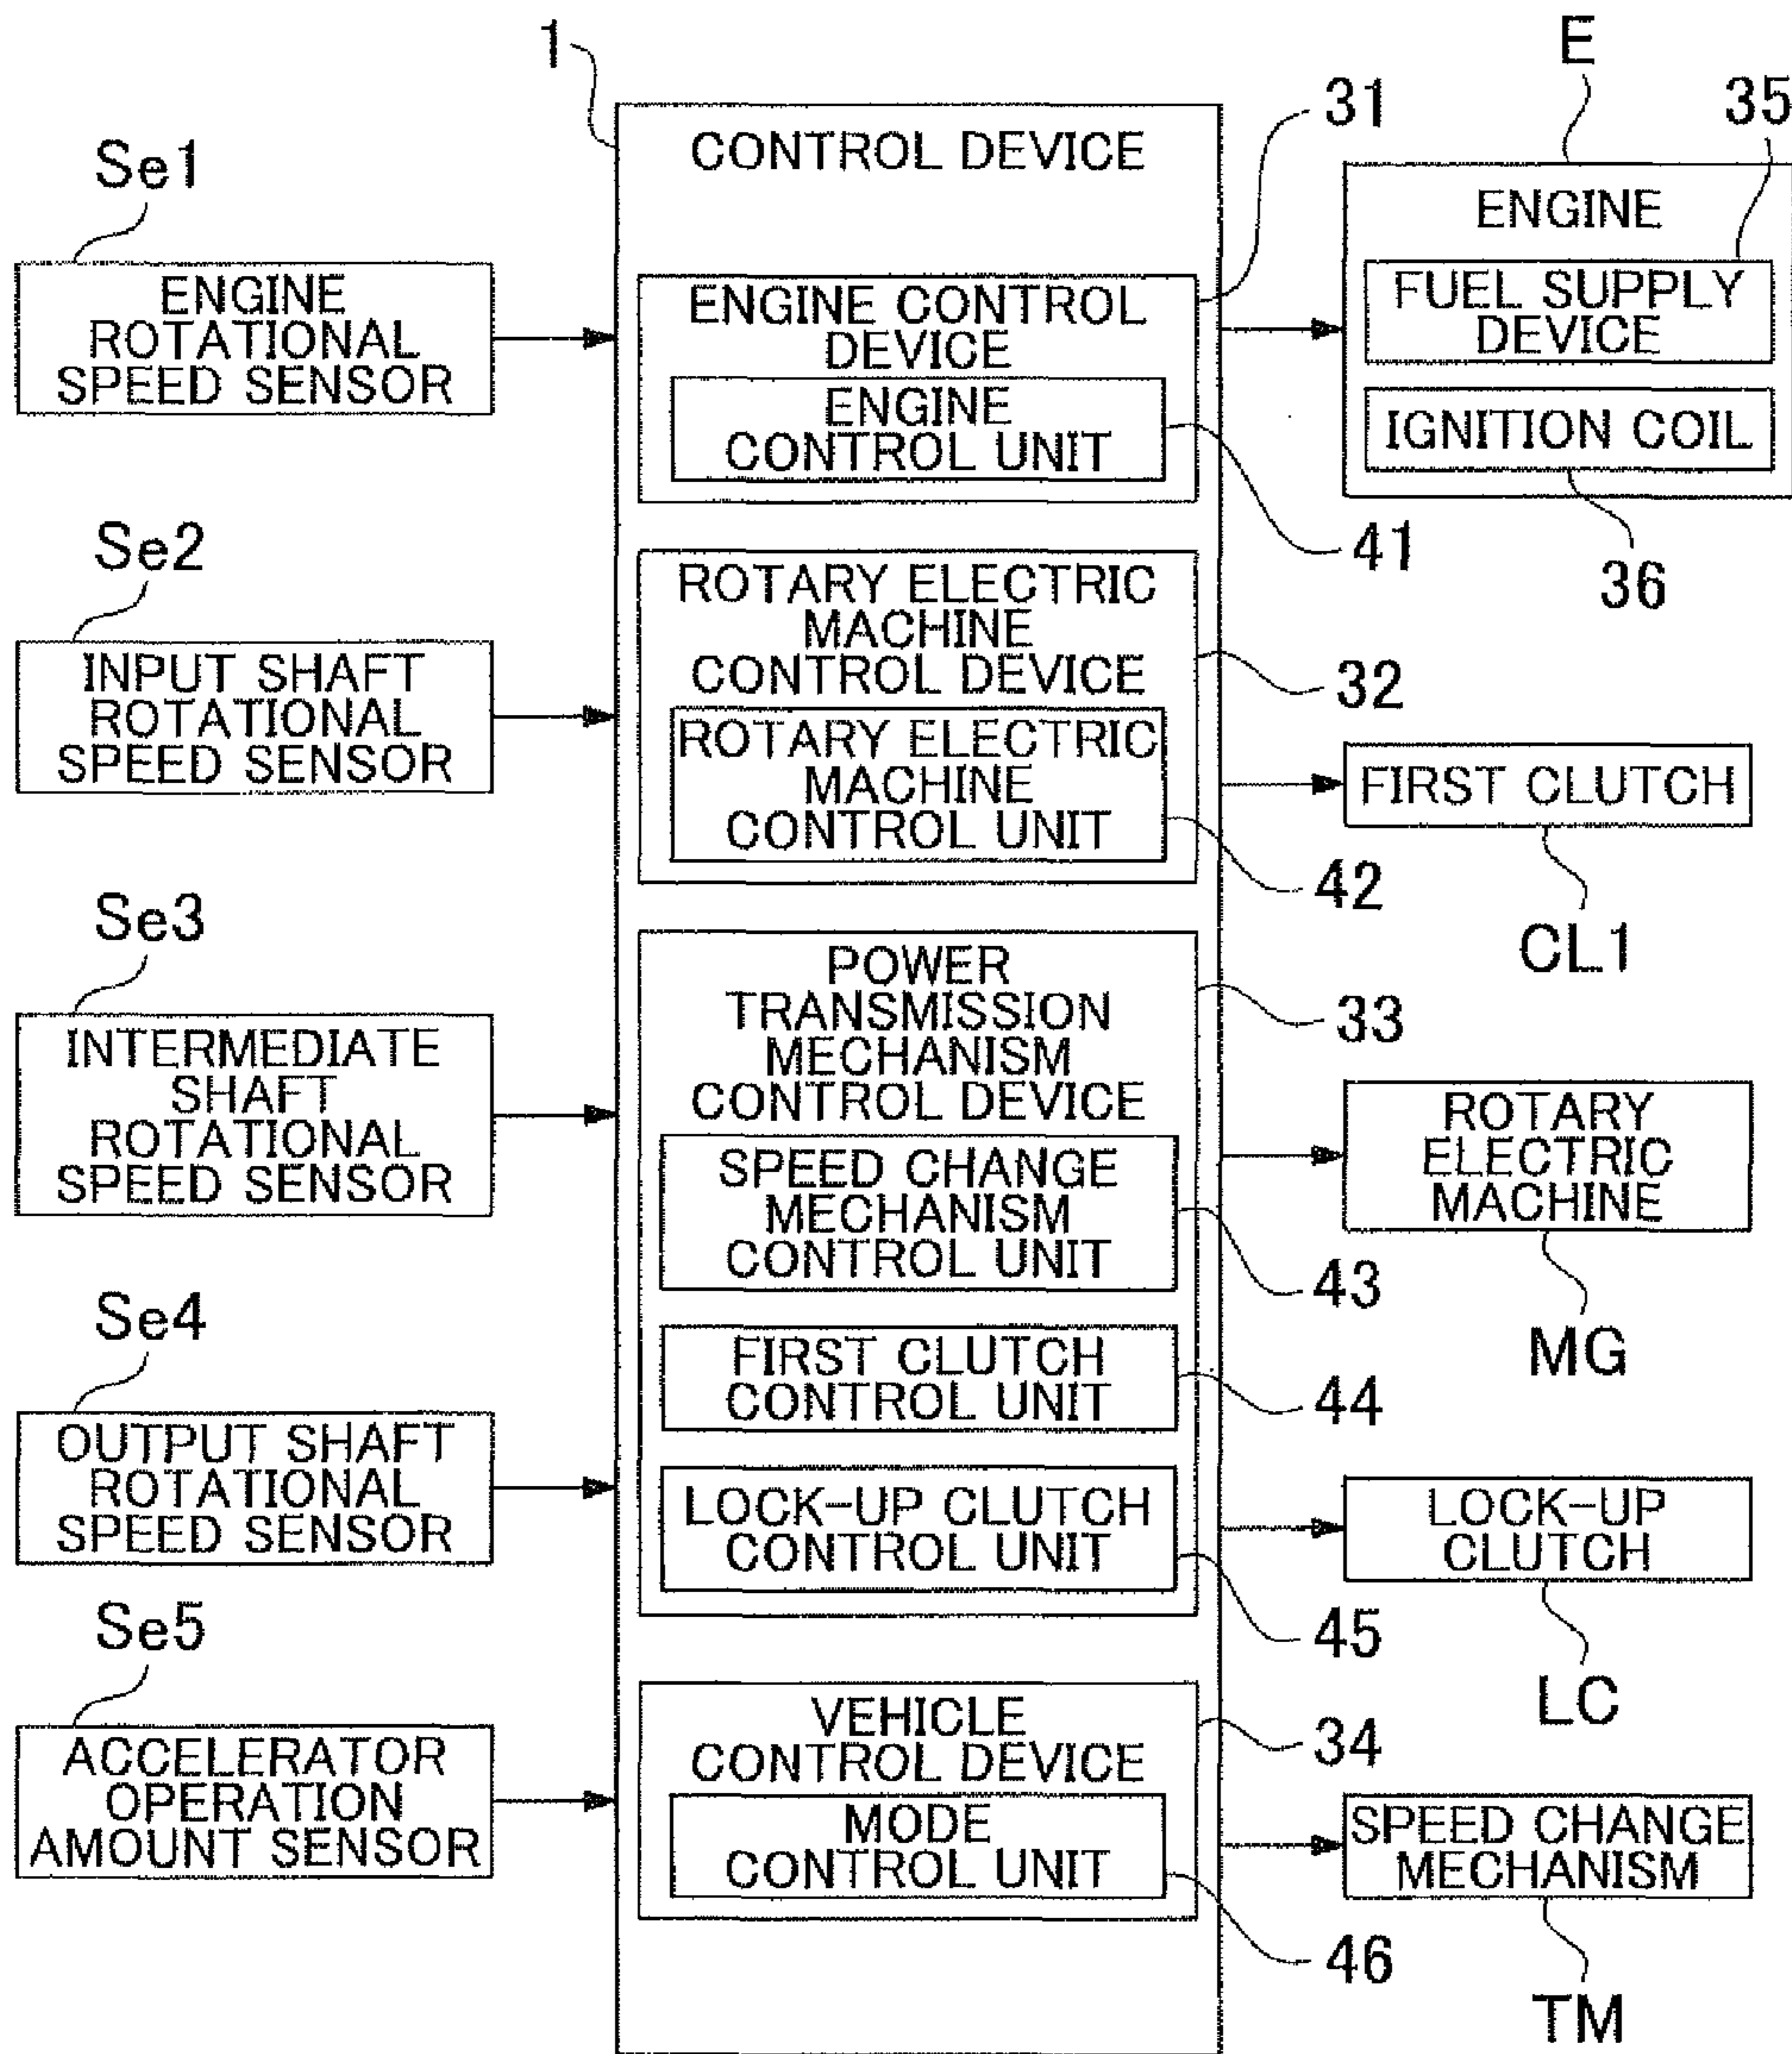 1
CONTROL DEVICE
Se1
ENGINE
ROTATIONAL
SPEED SENSOR
Se2
INPUT SHAFT
ROTATIONAL
SPEED SENSOR
Se3
INTERMEDIATE
SHAFT
ROTATIONAL
SPEED SENSOR
Se4
OUTPUT SHAFT
ROTATIONAL
SPEED SENSOR
Se5
ACCELERATOR
OPERATION
AMOUNT SENSOR
31
ENGINE CONTROL
DEVICE
ENGINE
CONTROL UNIT
41
ROTARY ELECTRIC
MACHINE
CONTROL DEVICE
32
ROTARY ELECTRIC
MACHINE
CONTROL UNIT
42
POWER
TRANSMISSION
MECHANISM
CONTROL DEVICE
33
SPEED CHANGE
MECHANISM
CONTROL UNIT
43
FIRST CLUTCH
CONTROL UNIT
44
LOCK-UP CLUTCH
CONTROL UNIT
45
VEHICLE
CONTROL DEVICE
34
MODE
CONTROL UNIT
46
E
35
ENGINE
FUEL SUPPLY
DEVICE
IGNITION COIL
36
FIRST CLUTCH
CL1
ROTARY
ELECTRIC
MACHINE
MG
LOCK-UP
CLUTCH
LC
SPEED CHANGE
MECHANISM
TM